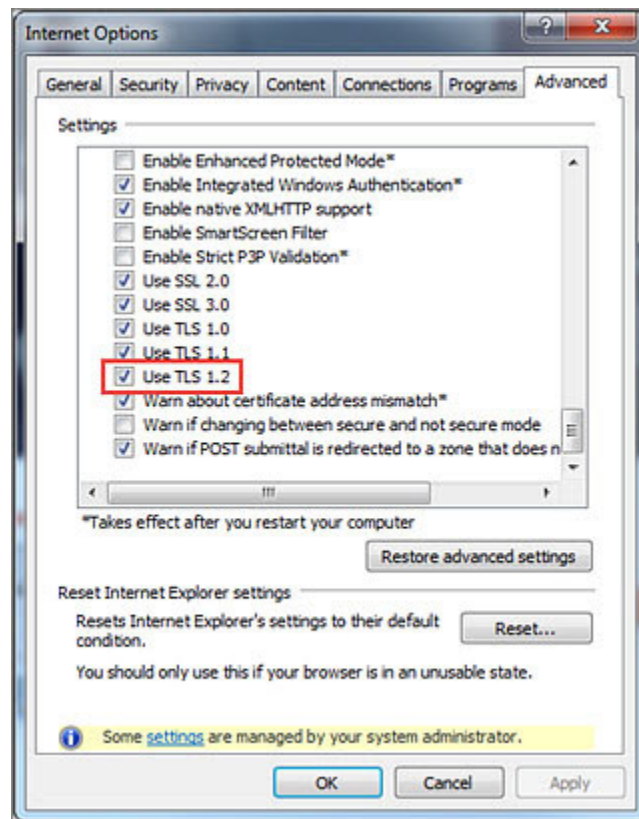 Internet Options
General Security Privacy Content Connections Programs Advanced
Settings
Enable Enhanced Protected Mode*
Enable Integrated Windows Authentication*
Enable native XMLHTTP support
Enable SmartScreen Filter
Enable Strict P3P Validation*
Use SSL 2.0
Use SSL 3.0
Use TLS 1.0
Use TLS 1.1
Use TLS 1.2
Warn about certificate address mismatch*
Warn if changing between secure and not secure mode
Warn if POST submittal is redirected to a zone that does n
*Takes effect after you restart your computer
Restore advanced settings
Reset Internet Explorer settings
Resets Internet Explorer's settings to their default
condition.
Reset...
You should only use this if your browser is in an unusable state.
Some settings are managed by your system administrator.
OK Cancel Apply